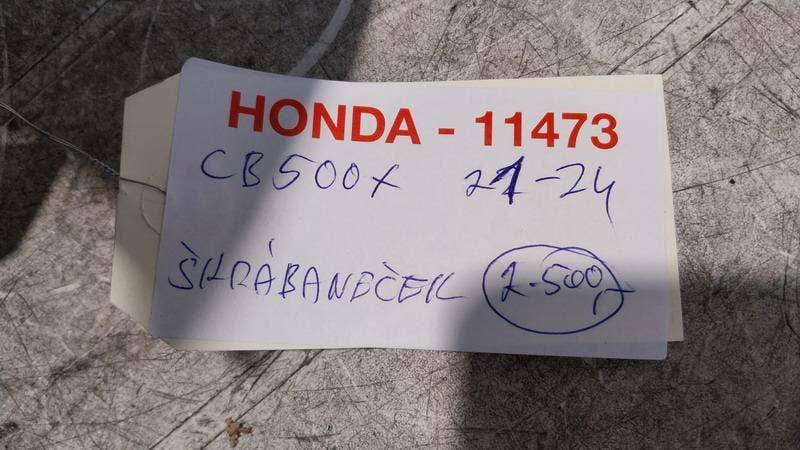 HONDA - 11473
CB500X 21-24
ŠKRÁBANEČEK 2.500,-